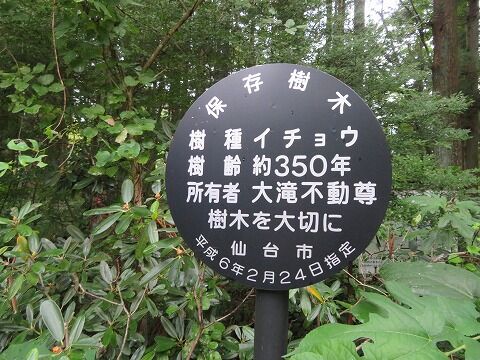 保存樹木
樹種 イチョウ
樹齢 約350年
所有者 大滝不動尊
樹木を大切に
仙台市
平成6年2月24日指定